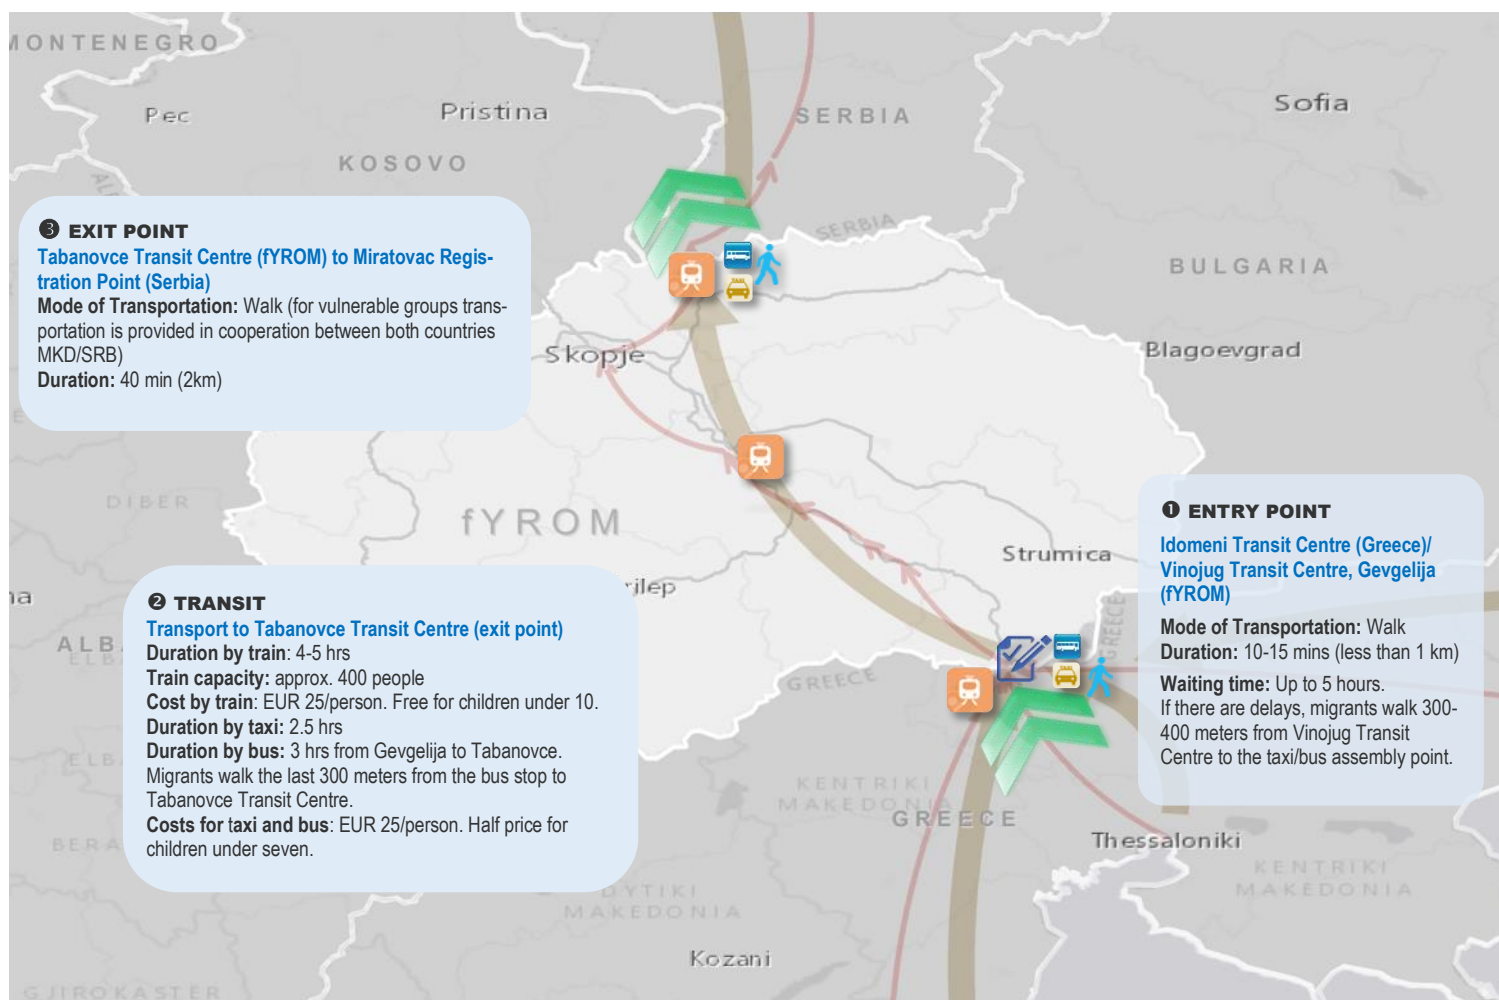 MONTENEGRO
Pec
Pristina
SERBIA
Sofia
KOSOVO
SERBIA
BULGARIA
❸ EXIT POINT
Tabanovce Transit Centre (fYROM) to Miratovac Regis-
tration Point (Serbia)
Mode of Transportation: Walk (for vulnerable groups trans-
portation is provided in cooperation between both countries
MKD/SRB)
Duration: 40 min (2km)
Skopje
Blagoevgrad
DIBER
fYROM
Strumica
❶ ENTRY POINT
Idomeni Transit Centre (Greece)/
Vinojug Transit Centre, Gevgelija
(fYROM)
Mode of Transportation: Walk
Duration: 10-15 mins (less than 1 km)
Waiting time: Up to 5 hours.
If there are delays, migrants walk 300-
400 meters from Vinojug Transit
Centre to the taxi/bus assembly point.
rilep
❷ TRANSIT
Transport to Tabanovce Transit Centre (exit point)
Duration by train: 4-5 hrs
Train capacity: approx. 400 people
Cost by train: EUR 25/person. Free for children under 10.
Duration by taxi: 2.5 hrs
Duration by bus: 3 hrs from Gevgelija to Tabanovce.
Migrants walk the last 300 meters from the bus stop to
Tabanovce Transit Centre.
Costs for taxi and bus: EUR 25/person. Half price for
children under seven.
ALB
ELB
BERA
GREECE
GREECE
TAXI
TAXI
KENTRIKI
MAKEDONIA
GREECE
Thessaloniki
KENTRIKI
MAKEDONIA
DYTIKI
MAKEDONIA
Kozani
GJIROKASTER